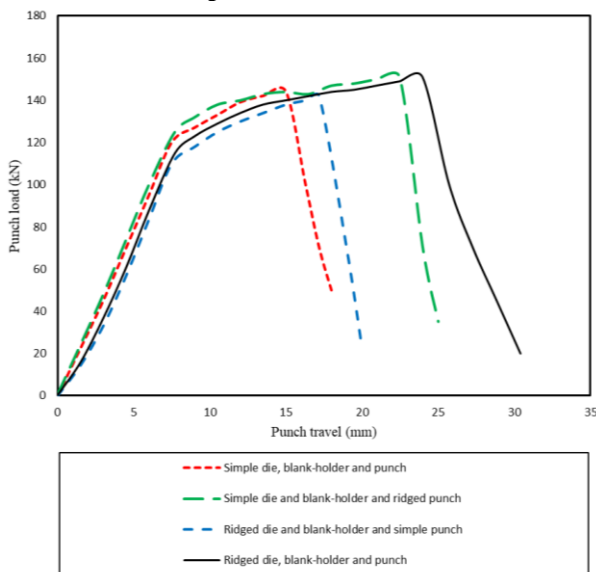 180
160
140
120
100
80
60
40
20
0
Punch load (kN)
0 5 10 15 20 25 30 35
Punch travel (mm)
Simple die, blank-holder and punch
Simple die and blank-holder and ridged punch
Ridged die and blank-holder and simple punch
Ridged die, blank-holder and punch